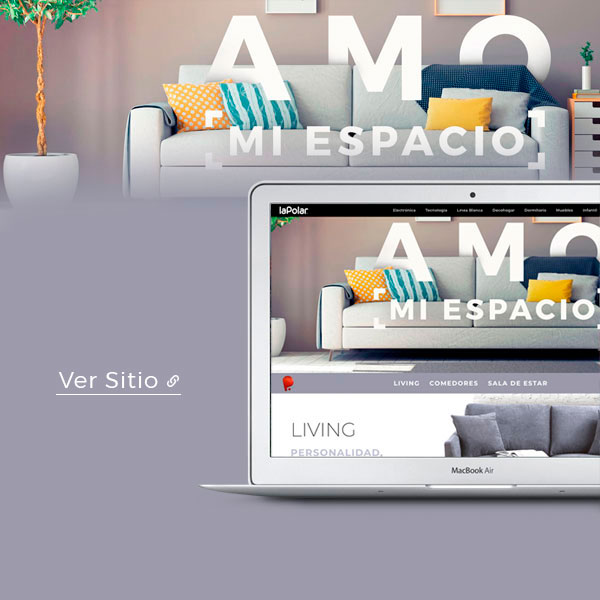 AMO
MI ESPACIO
laPolar
Electrónica Tecnología Línea Blanca Decohogar Dormitorio Muebles Infantil
AMO
MI ESPACIO
LIVING COMEDORES SALA DE ESTAR
LIVING
PERSONALIDAD,
Ver Sitio
MacBook Air